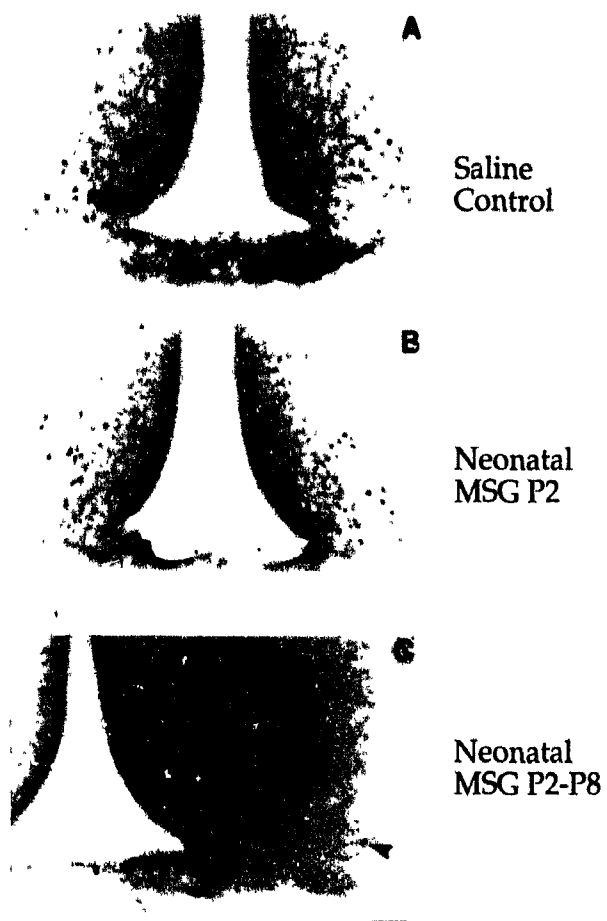 A
Saline
Control
B
Neonatal
MSG P2
C
Neonatal
MSG P2-P8